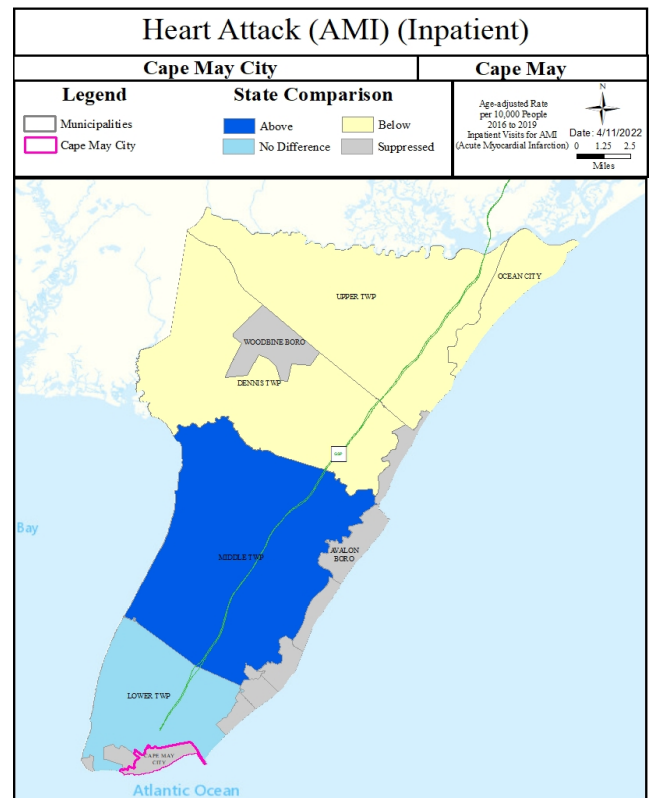 Heart Attack (AMI) (Inpatient)
Cape May City
Cape May
Legend
Municipalities
Cape May City
State Comparison
Above
Below
No Difference
Suppressed
Age-adjusted Rate
per 10,000 People
2016 to 2019
Inpatient Visits for AMI
(Acute Myocardial Infarction)
N
Date: 4/11/2022
0 1.25 2.5
Miles
OCEAN CITY
UPPER TWP
WOODBINE BORO
DENNIS TWP
Bay
MIDDLE TWP
AVALON
BORO
LOWER TWP
CAPE MAY
CITY
Atlantic Ocean